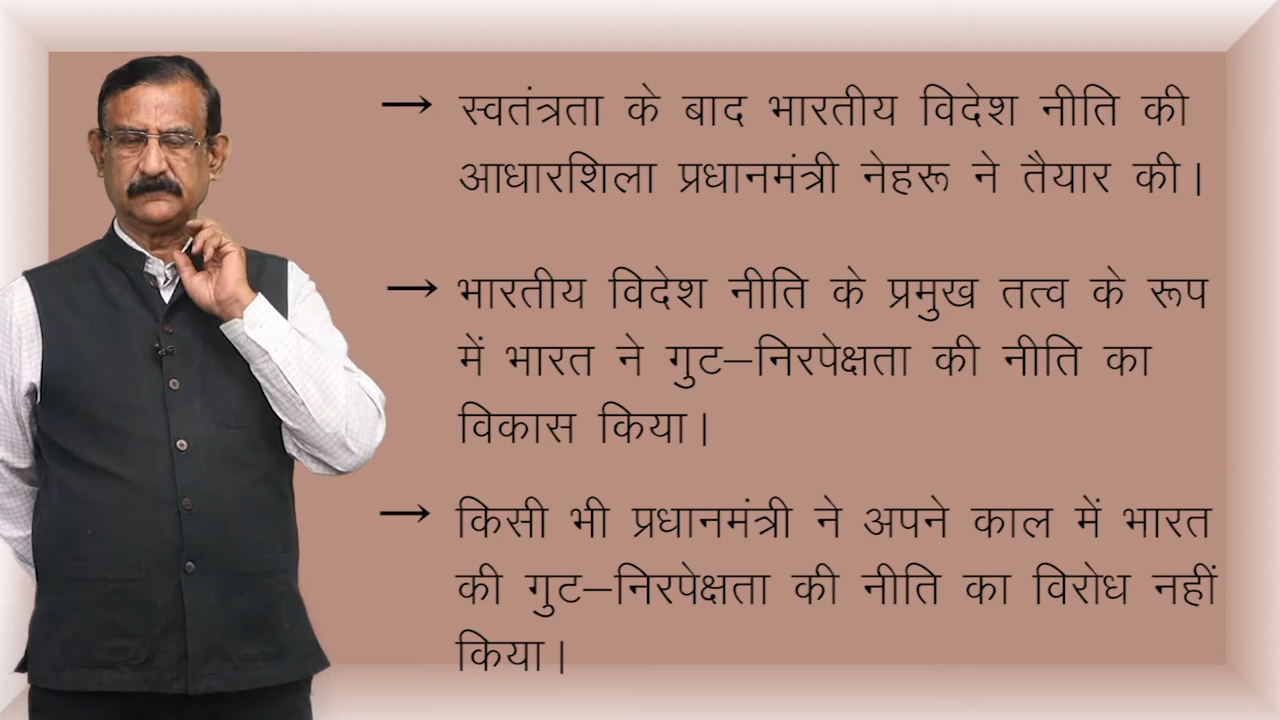 → स्वतंत्रता के बाद भारतीय विदेश नीति की
आधारशिला प्रधानमंत्री नेहरू ने तैयार की।
→ भारतीय विदेश नीति के प्रमुख तत्व के रूप
में भारत ने गुट–निरपेक्षता की नीति का
विकास किया।
→ किसी भी प्रधानमंत्री ने अपने काल में भारत
की गुट–निरपेक्षता की नीति का विरोध नहीं
किया।